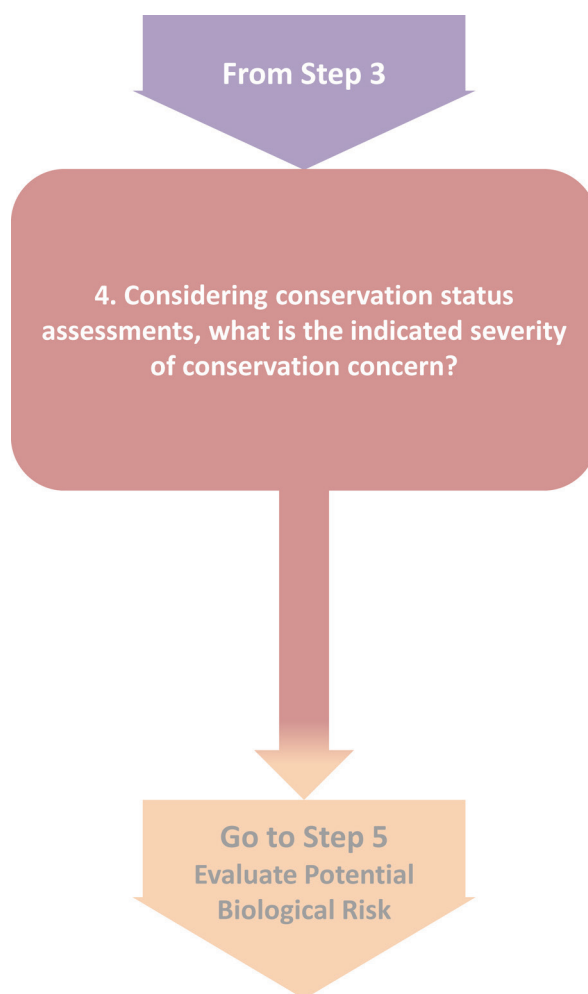 From Step 3
4. Considering conservation status
assessments, what is the indicated severity
of conservation concern?
Go to Step 5
Evaluate Potential
Biological Risk